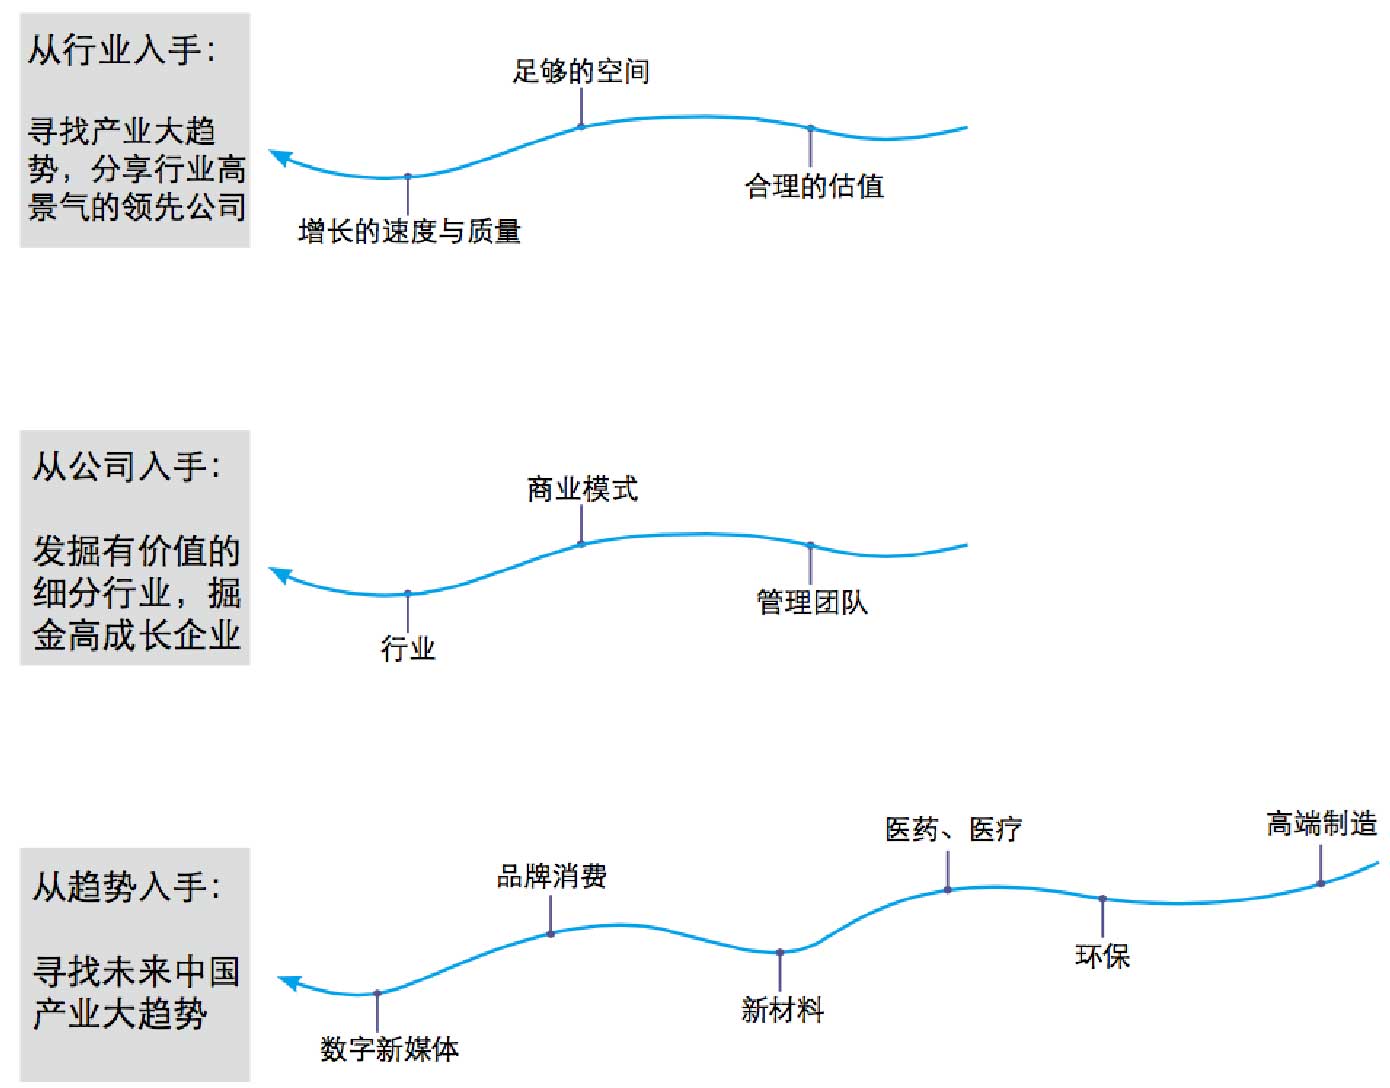 从行业入手：
寻找产业大趋
势，分享行业高
景气的领先公司
足够的空间
合理的估值
增长的速度与质量
从公司入手：
发掘有价值的
细分行业，掘
金高成长企业
商业模式
管理团队
行业
从趋势入手：
寻找未来中国
产业大趋势
高端制造
医药、医疗
品牌消费
环保
新材料
数字新媒体